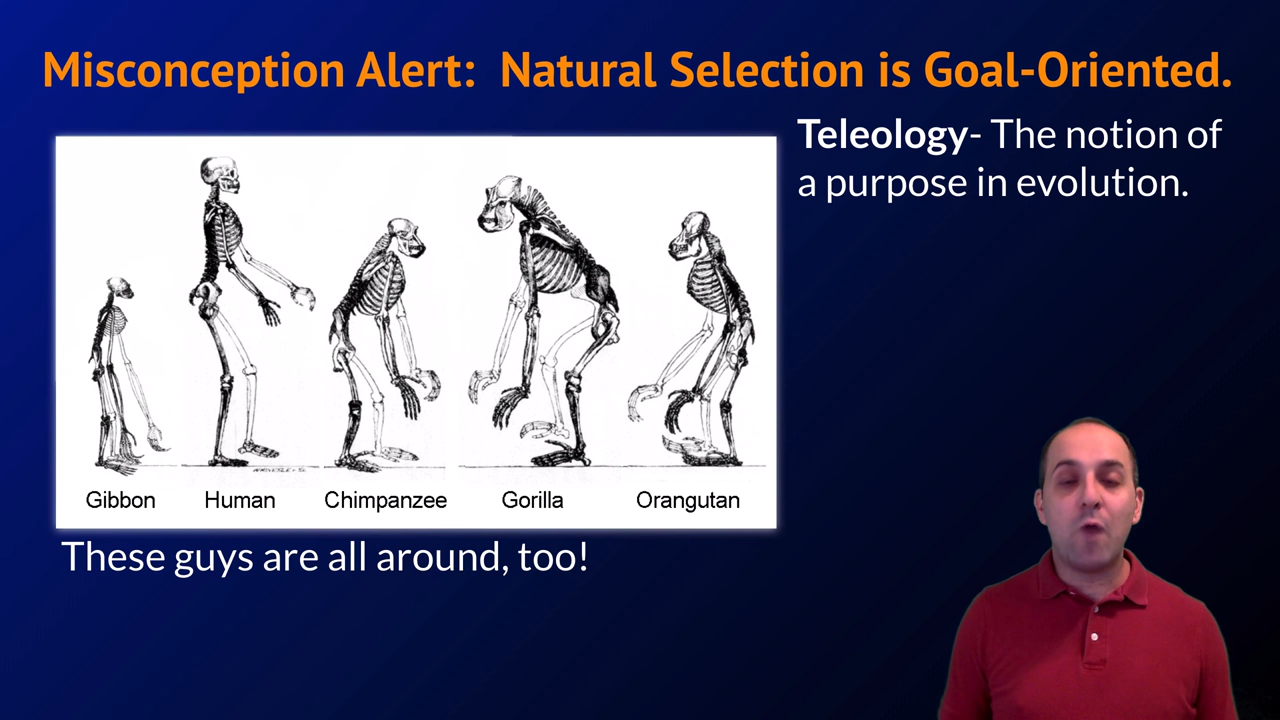 Misconception Alert: Natural Selection is Goal-Oriented.
Teleology- The notion of
a purpose in evolution.
Gibbon Human Chimpanzee Gorilla Orangutan
These guys are all around, too!